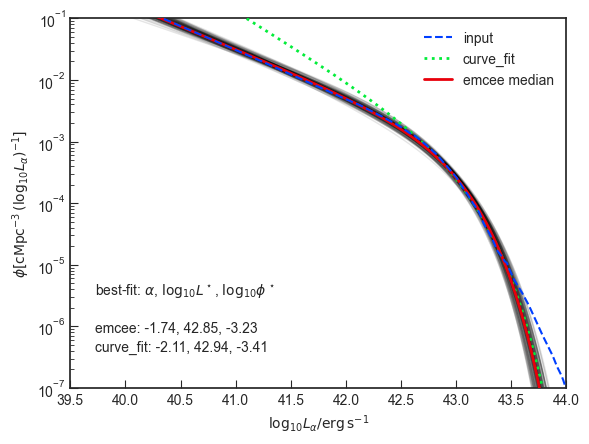 10⁻¹
10⁻²
10⁻³
10⁻⁴
10⁻⁵
10⁻⁶
10⁻⁷
ϕ[cMpc⁻³ (log₁₀Lα)⁻¹]
input
curve_fit
emcee median
best-fit: α, log₁₀L*, log₁₀ϕ*
emcee: -1.74, 42.85, -3.23
curve_fit: -2.11, 42.94, -3.41
39.5 40.0 40.5 41.0 41.5 42.0 42.5 43.0 43.5 44.0
log₁₀Lα/erg s⁻¹